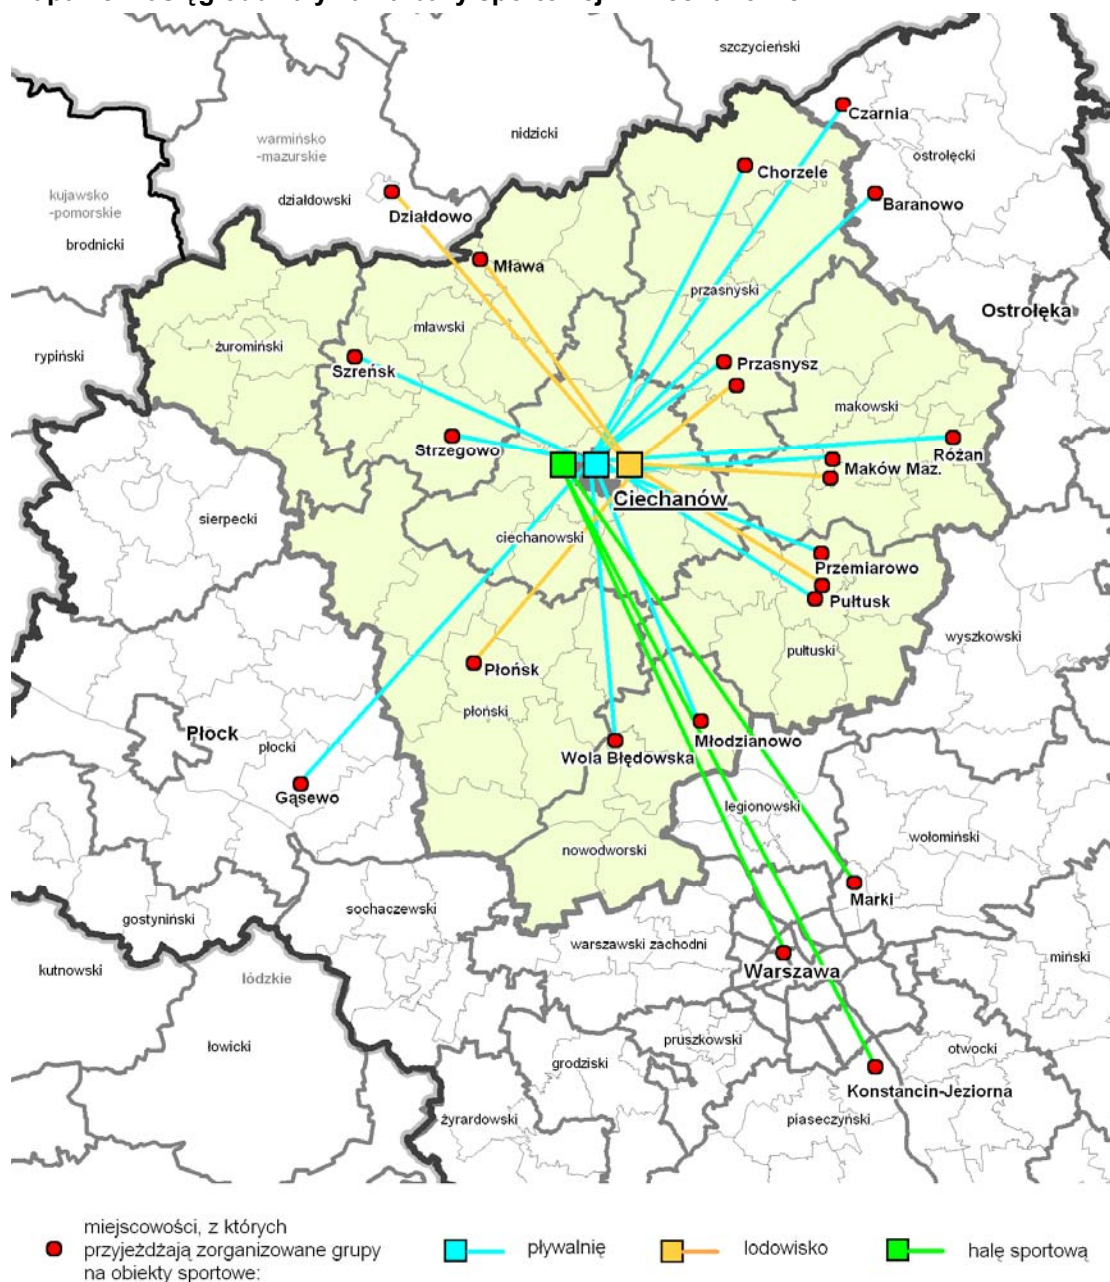 szczycieński
Czarnia
nidzicki
warmińsko
-mazurskie
ostrołęcki
Chorzele
kujawsko
-pomorskie
działdowski
Działdowo
Baranowo
brodnicki
Mława
przasnyski
Ostrołęka
mławski
żuromiński
rypiński
Szreńsk
Przasnysz
makowski
Strzegowo
Różan
Maków Maz.
Ciechanów
sierpecki
ciechanowski
Przemiarowo
Pułtusk
wyszkowski
pułtuski
Płońsk
płoński
Płock
płocki
Młodzianowo
Wola Błędowska
Gąsewo
legionowski
wołomiński
nowodworski
Marki
sochaczewski
gostyniński
warszawski zachodni
miński
kutnowski
łódzkie
Warszawa
łowicki
pruszkowski
otwocki
grodziski
Konstancin-Jeziorna
żyrardowski
piaseczyński
miejscowości, z których
przyjeżdżają zorganizowane grupy
na obiekty sportowe:
pływalnię
lodowisko
halę sportową